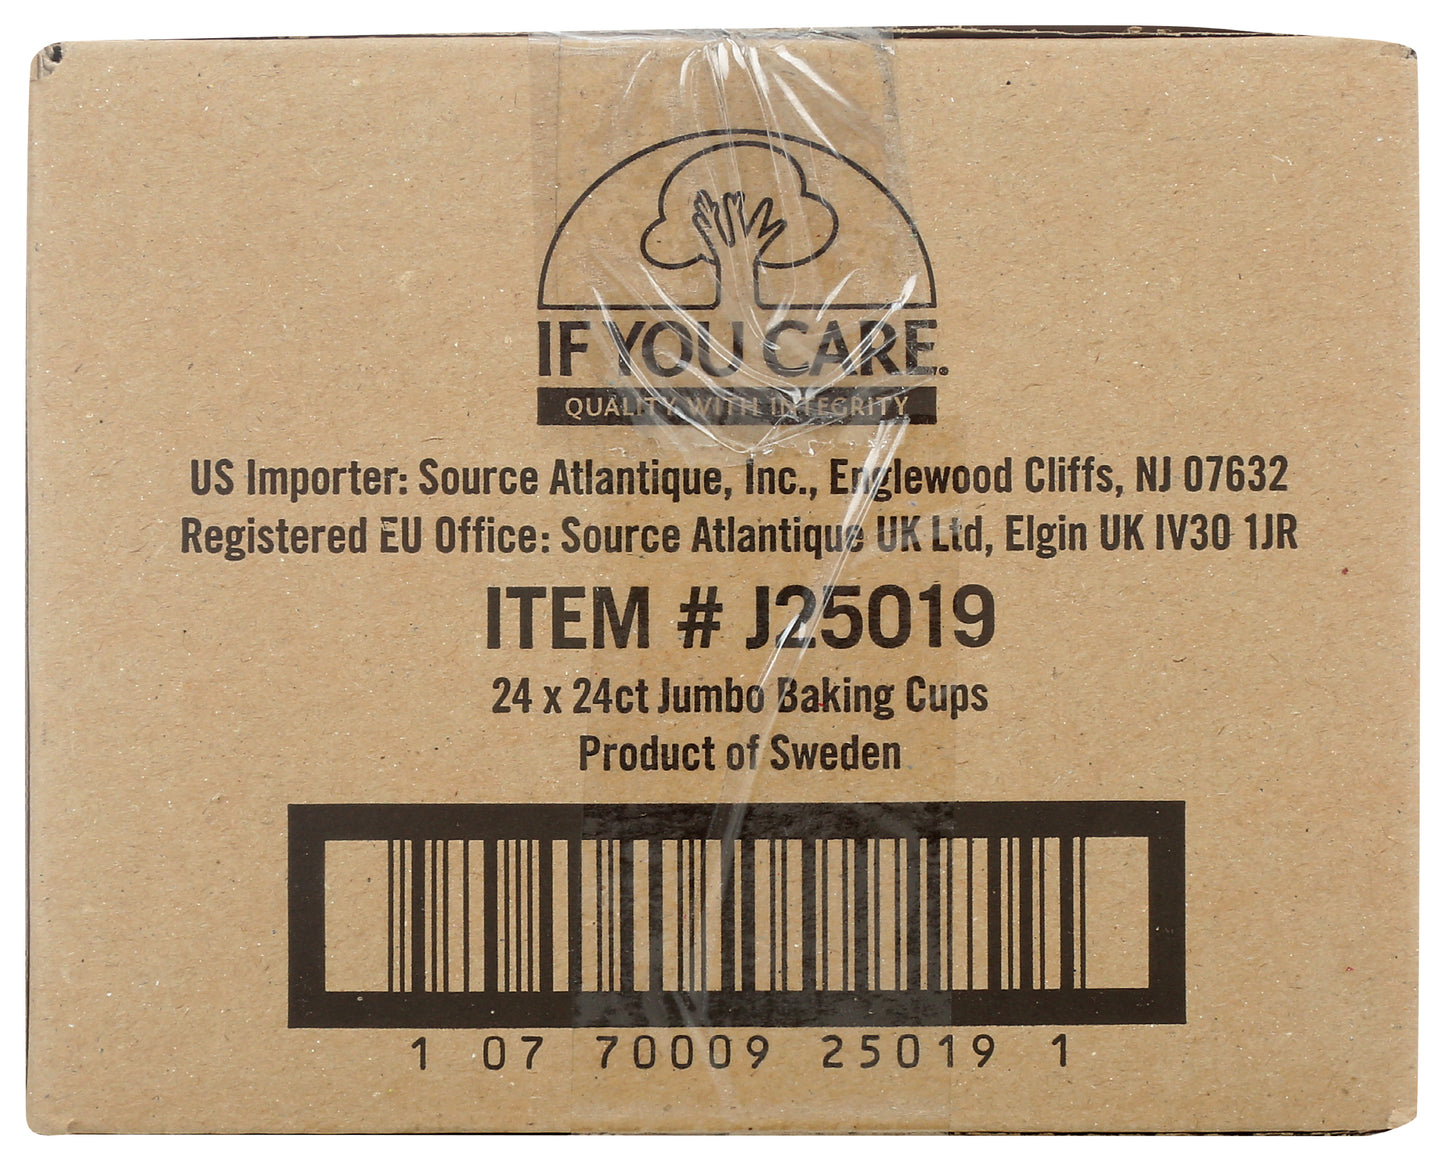 IF YOU CARE®
QUALITY WITH INTEGRITY
US Importer: Source Atlantique, Inc., Englewood Cliffs, NJ 07632
Registered EU Office: Source Atlantique UK Ltd, Elgin UK IV30 1JR
ITEM # J25019
24 x 24ct Jumbo Baking Cups
Product of Sweden
1 07 70009 25019 1